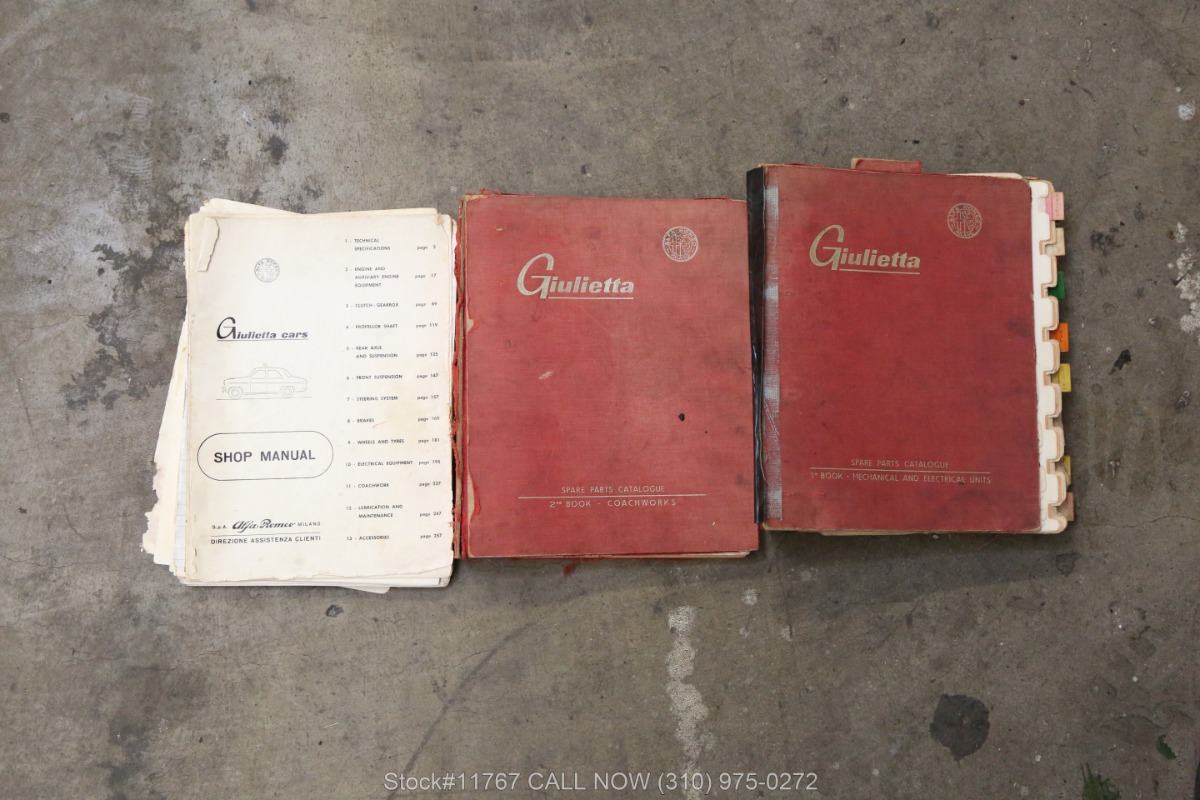 Giulietta cars
SHOP MANUAL
S.p.A. Alfa-Romeo MILANO
DIREZIONE ASSISTENZA CLIENTI
1 - TECHNICAL
SPECIFICATIONS page 5
2 - ENGINE AND
AUXILIARY ENGINE page 17
EQUIPMENT
3 - CLUTCH - GEARBOX page 69
4 - PROPELLOR SHAFT page 119
5 - REAR AXLE
AND SUSPENSION page 125
6 - FRONT SUSPENSION page 147
7 - STEERING SYSTEM page 157
8 - BRAKES page 165
9 - WHEELS AND TYRES page 181
10 - ELECTRICAL EQUIPMENT page 195
11 - COACHWORK page 227
12 - LUBRICATION AND
MAINTENANCE page 247
13 - ACCESSORIES page 257
Giulietta
SPARE PARTS CATALOGUE
2ND BOOK - COACHWORKS
Giulietta
SPARE PARTS CATALOGUE
1st BOOK - MECHANICAL AND ELECTRICAL UNITS
Stock#11767 CALL NOW (310) 975-0272